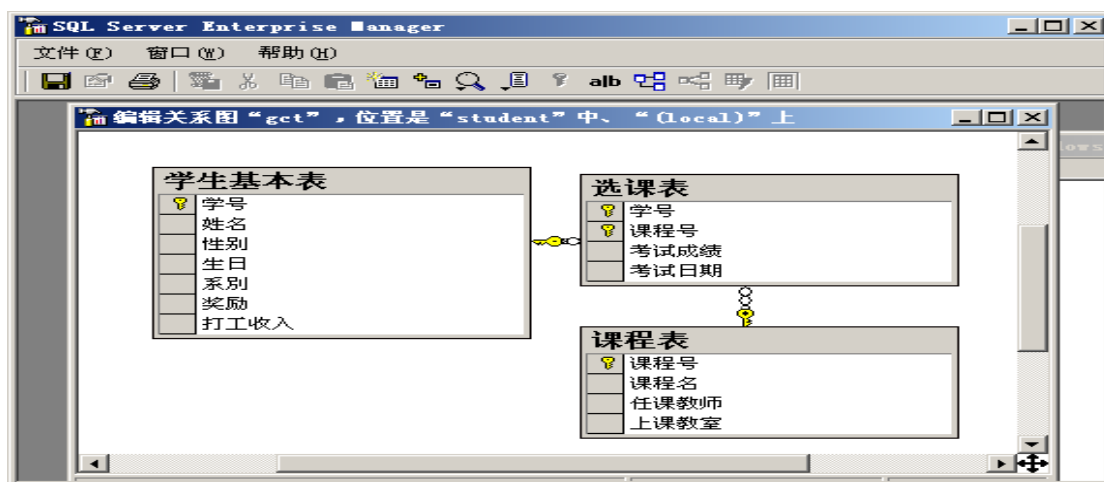 SQL Server Enterprise Manager
文件(F) 窗口(W) 帮助(H)
alb
编辑关系图“gct”，位置是“student”中、“(local)”上
lows
学生基本表
学号
姓名
性别
生日
系别
奖励
打工收入
选课表
学号
课程号
考试成绩
考试日期
课程表
课程号
课程名
任课教师
上课教室